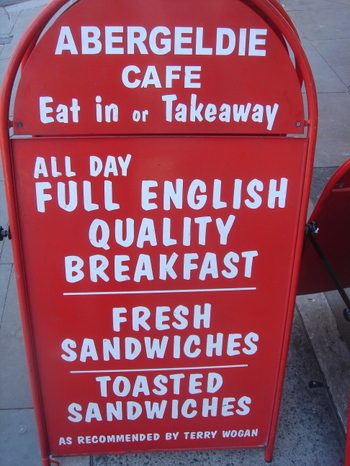 ABERGELDIE
CAFE
Eat in or Takeaway
ALL DAY
FULL ENGLISH
QUALITY
BREAKFAST
FRESH
SANDWICHES
TOASTED
SANDWICHES
AS RECOMMENDED BY TERRY WOGAN